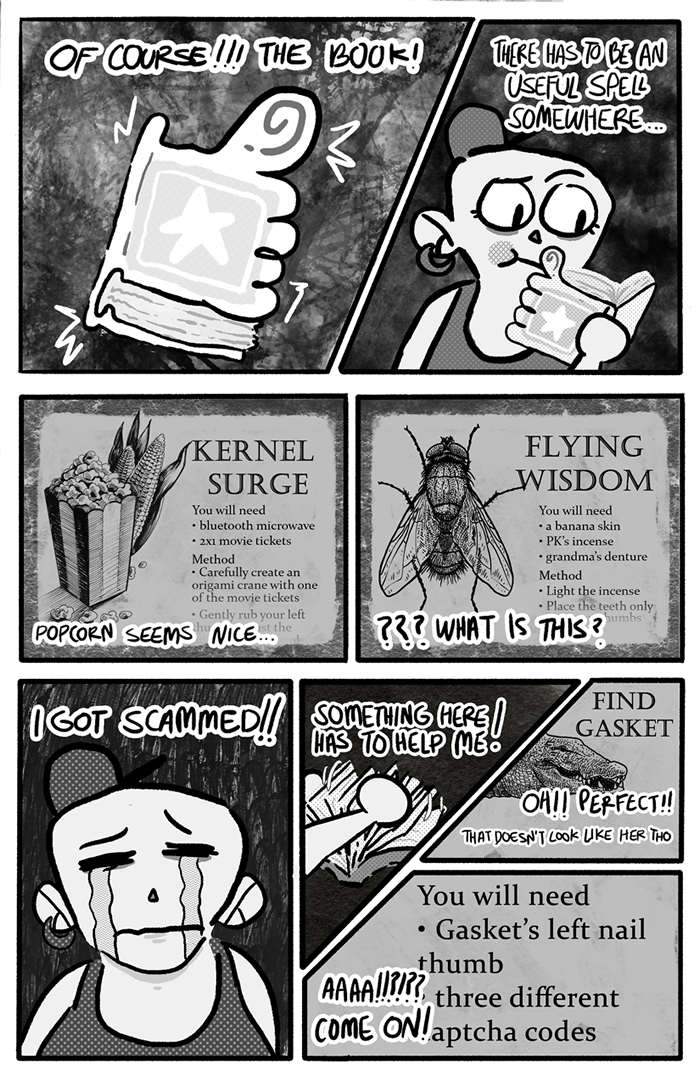 OF COURSE!!! THE BOOK!
THERE HAS TO BE AN
USEFUL SPELL
SOMEWHERE...
KERNEL
SURGE
You will need
• bluetooth microwave
• 2x1 movie tickets
Method
• Carefully create an
origami crane with one
of the movie tickets
• Gently rub your left
the
POPCORN SEEMS NICE...
FLYING
WISDOM
You will need
• a banana skin
• PK's incense
• grandma's denture
Method
• Light the incense
• Place the teeth only
??? WHAT IS THIS?
I GOT SCAMMED!!
SOMETHING HERE!
HAS TO HELP ME.
FIND
GASKET
OH!! PERFECT!!
THAT DOESN'T LOOK LIKE HER THO
You will need
• Gasket's left nail
thumb
three different
aptcha codes
AAAA!!?!??
COME ON!